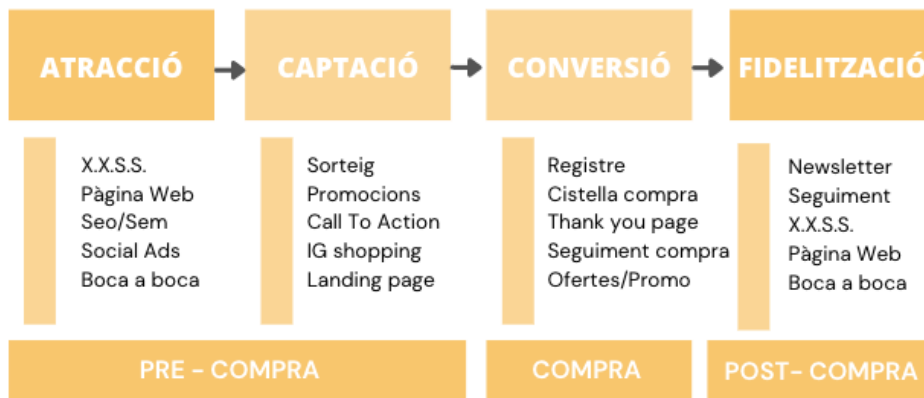 ATRACCIÓ
CAPTACIÓ
CONVERSIÓ
FIDELITZACIÓ
X.X.S.S.
Pàgina Web
Seo/Sem
Social Ads
Boca a boca
Sorteig
Promocions
Call To Action
IG shopping
Landing page
Registre
Cistella compra
Thank you page
Seguiment compra
Ofertes/Promo
Newsletter
Seguiment
X.X.S.S.
Pàgina Web
Boca a boca
PRE - COMPRA
COMPRA
POST- COMPRA